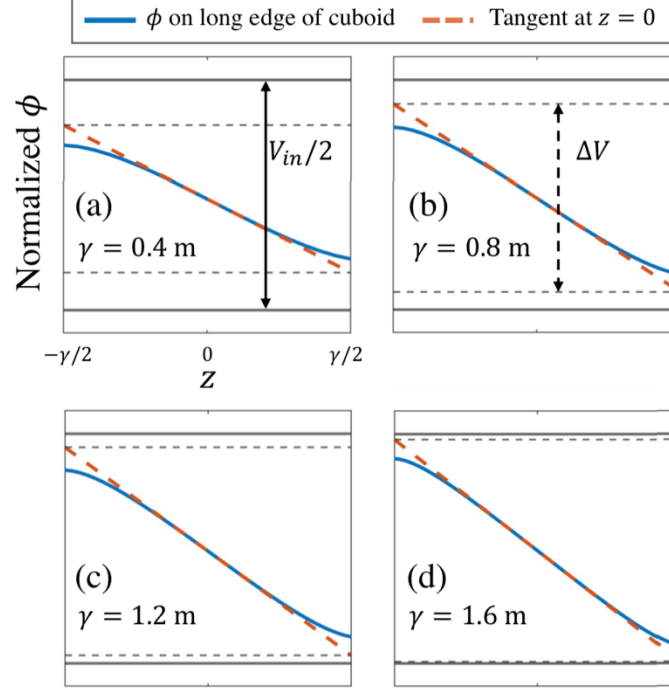 ϕ on long edge of cuboid Tangent at z = 0
Normalized ϕ
V_in/2
(a)
γ = 0.4 m
ΔV
(b)
γ = 0.8 m
−γ/2 0 γ/2
z
(c)
γ = 1.2 m
(d)
γ = 1.6 m